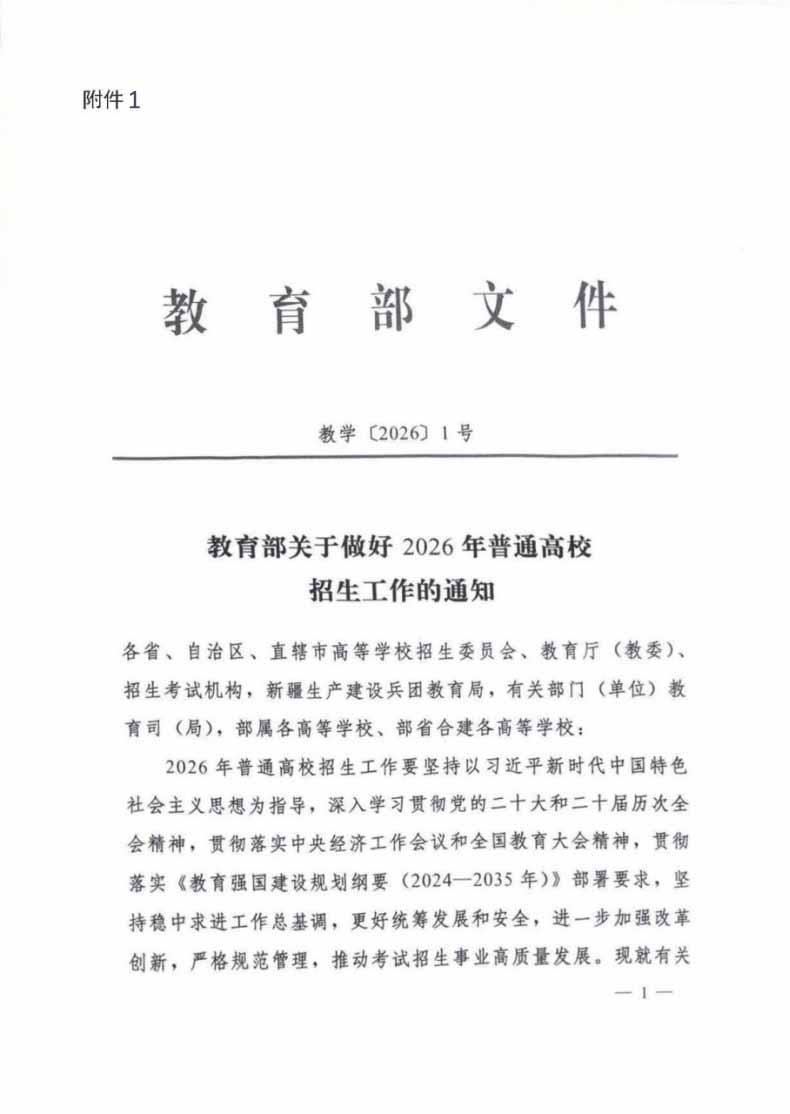 附件 1
教育部文件
教学〔2026〕1 号
教育部关于做好 2026 年普通高校
招生工作的通知
各省、自治区、直辖市高等学校招生委员会、教育厅（教委）、
招生考试机构，新疆生产建设兵团教育局，有关部门（单位）教
育司（局），部属各高等学校、部省合建各高等学校：
2026 年普通高校招生工作要坚持以习近平新时代中国特色
社会主义思想为指导，深入学习贯彻党的二十大和二十届历次全
会精神，贯彻落实中央经济工作会议和全国教育大会精神，贯彻
落实《教育强国建设规划纲要（2024—2035 年）》部署要求，坚
持稳中求进工作总基调，更好统筹发展和安全，进一步加强改革
创新，严格规范管理，推动考试招生事业高质量发展。现就有关
— 1 —